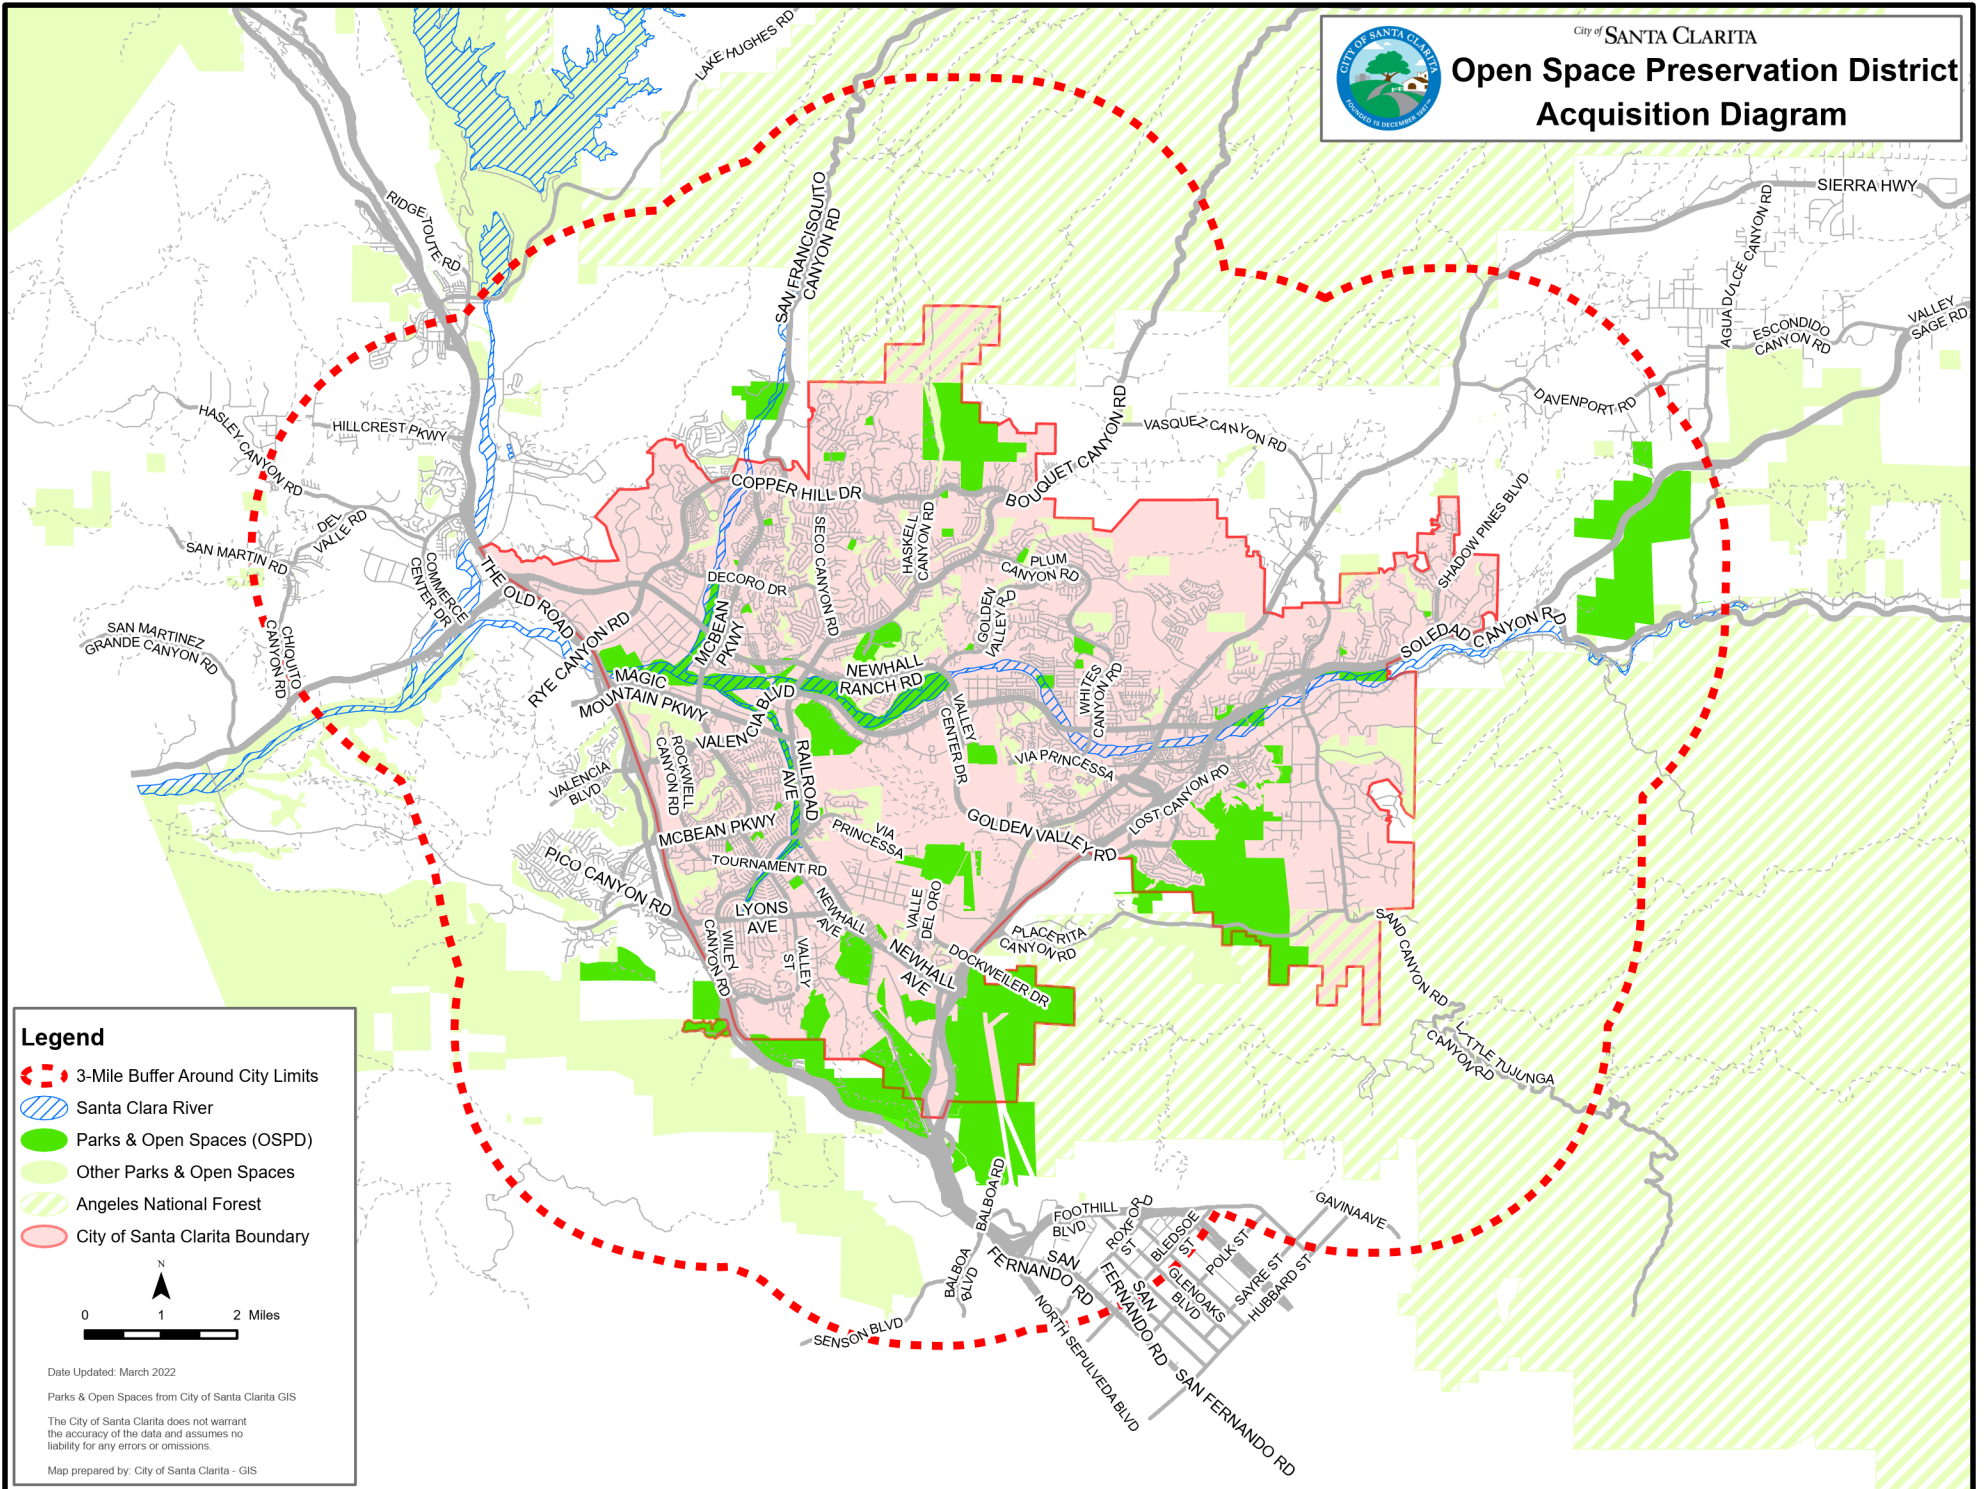 City of SANTA CLARITA
Open Space Preservation District
Acquisition Diagram
CITY OF SANTA CLARITA
FOUNDED 15 DECEMBER 1987
LAKE HUGHES RD
RIDGE ROUTE RD
SAN FRANCISQUITO
CANYON RD
SIERRA HWY
AGUA DULCE CANYON RD
ESCONDIDO
CANYON RD
VALLEY
SAGE RD
DAVENPORT RD
HASLEY CANYON RD
HILLCREST PKWY
VASQUEZ CANYON RD
BOUQUET CANYON RD
COPPER HILL DR
SHADOW PINES BLVD
DEL
VALLE RD
SAN MARTIN RD
COMMERCE
CENTER DR
THE OLD ROAD
DECORO DR
SECO CANYON RD
HASKELL
CANYON RD
PLUM
CANYON RD
GOLDEN
VALLEY RD
SAN MARTINEZ
GRANDE CANYON RD
CHIQUITO
CANYON RD
RYE CANYON RD
MCBEAN
PKWY
SOLEDAD CANYON RD
MAGIC
MOUNTAIN PKWY
NEWHALL
RANCH RD
WHITES
CANYON RD
VALENCIA BLVD
VALLEY
CENTER DR
VIA PRINCESSA
ROCKWELL
CANYON RD
RAILROAD
AVE
VALENCIA
BLVD
LOST CANYON RD
MCBEAN PKWY
VIA
PRINCESSA
GOLDEN VALLEY RD
PICO CANYON RD
TOURNAMENT RD
LYONS
AVE
NEWHALL
AVE
VALLE
DEL ORO
WILEY
CANYON RD
VALLEY
ST
NEWHALL
AVE
PLACERITA
CANYON RD
DOCKWEILER DR
SAND CANYON RD
LITTLE TUJUNGA
CANYON RD
BALBOA RD
FOOTHILL
BLVD
ROXFORD
ST
BLEDSOE
ST
POLK ST
GAVINA AVE
SAYRE ST
HUBBARD ST
GLENOAKS
BLVD
SAN
FERNANDO RD
SAN
FERNANDO RD
BALBOA
BLVD
SENSON BLVD
NORTH SEPULVEDA BLVD
SAN FERNANDO RD
Legend
3-Mile Buffer Around City Limits
Santa Clara River
Parks & Open Spaces (OSPD)
Other Parks & Open Spaces
Angeles National Forest
City of Santa Clarita Boundary
N
0 1 2 Miles
Date Updated: March 2022
Parks & Open Spaces from City of Santa Clarita GIS
The City of Santa Clarita does not warrant
the accuracy of the data and assumes no
liability for any errors or omissions.
Map prepared by: City of Santa Clarita - GIS